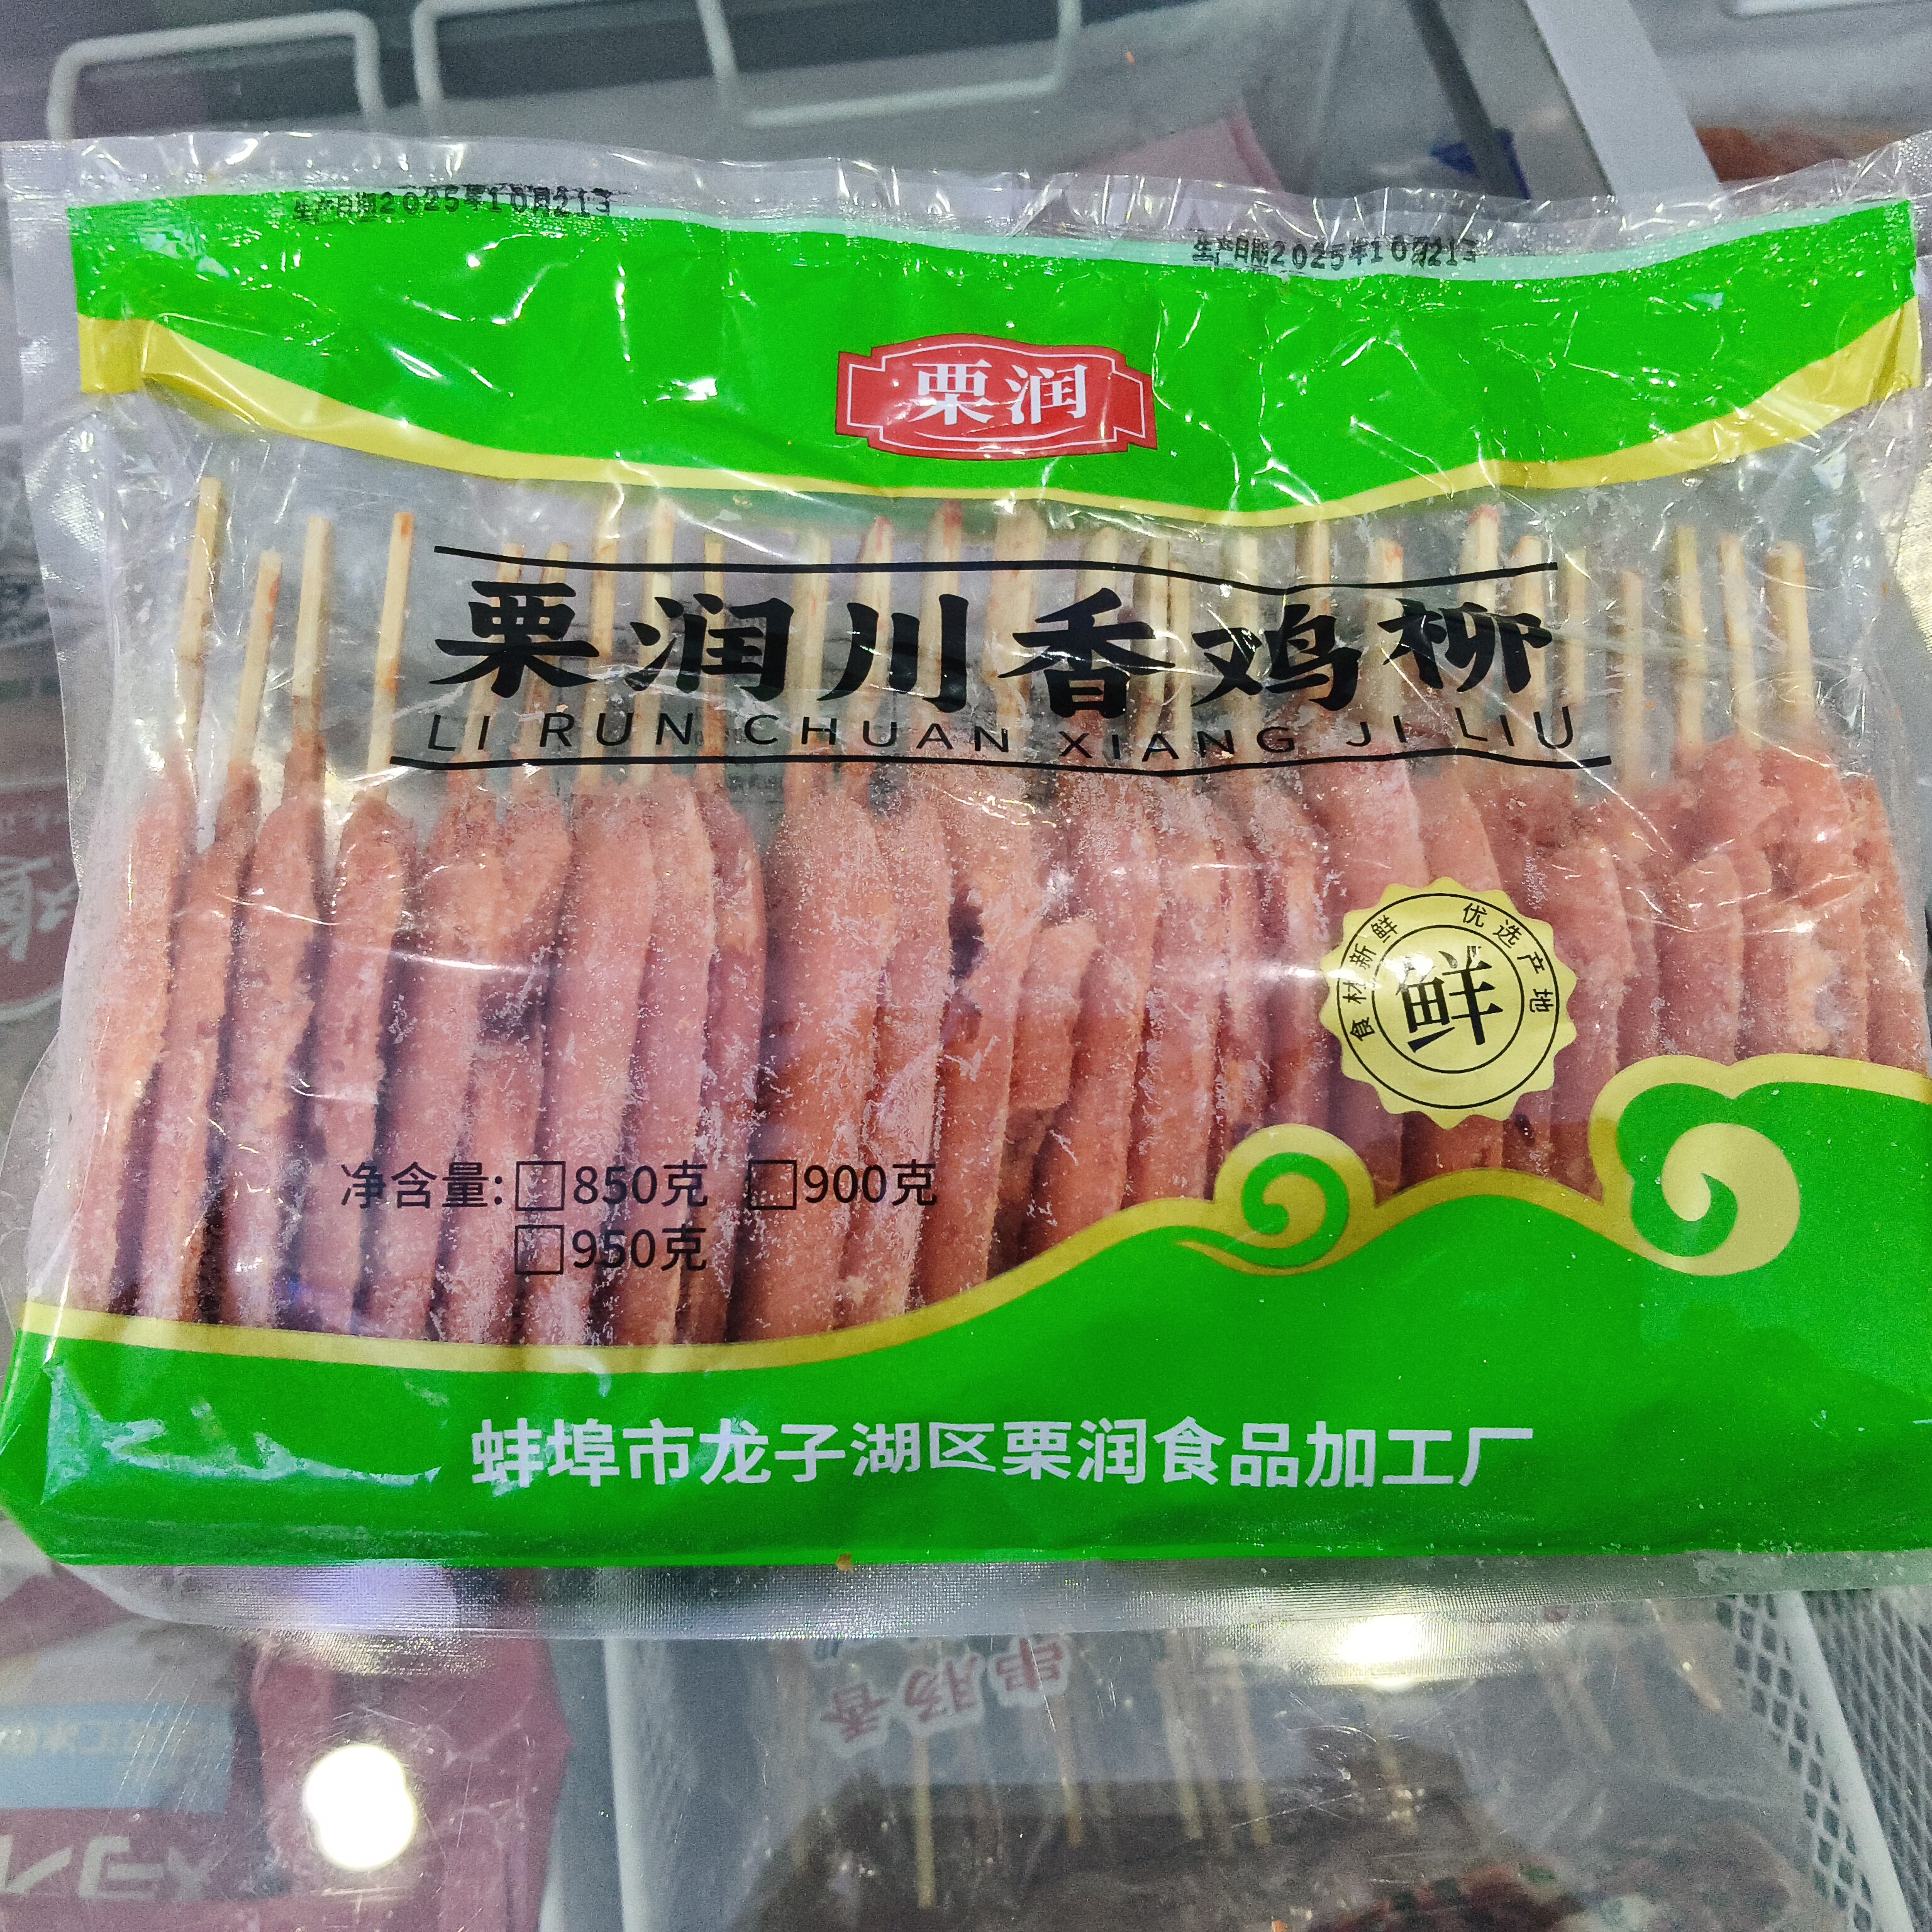 生产日期2025年10月21日
生产日期2025年10月21日
栗润
栗润川香鸡柳
LI RUN CHUAN XIANG JI LIU
食材新鲜 优选产地
鲜
净含量:□850克 □900克
□950克
蚌埠市龙子湖区栗润食品加工厂
香肠串